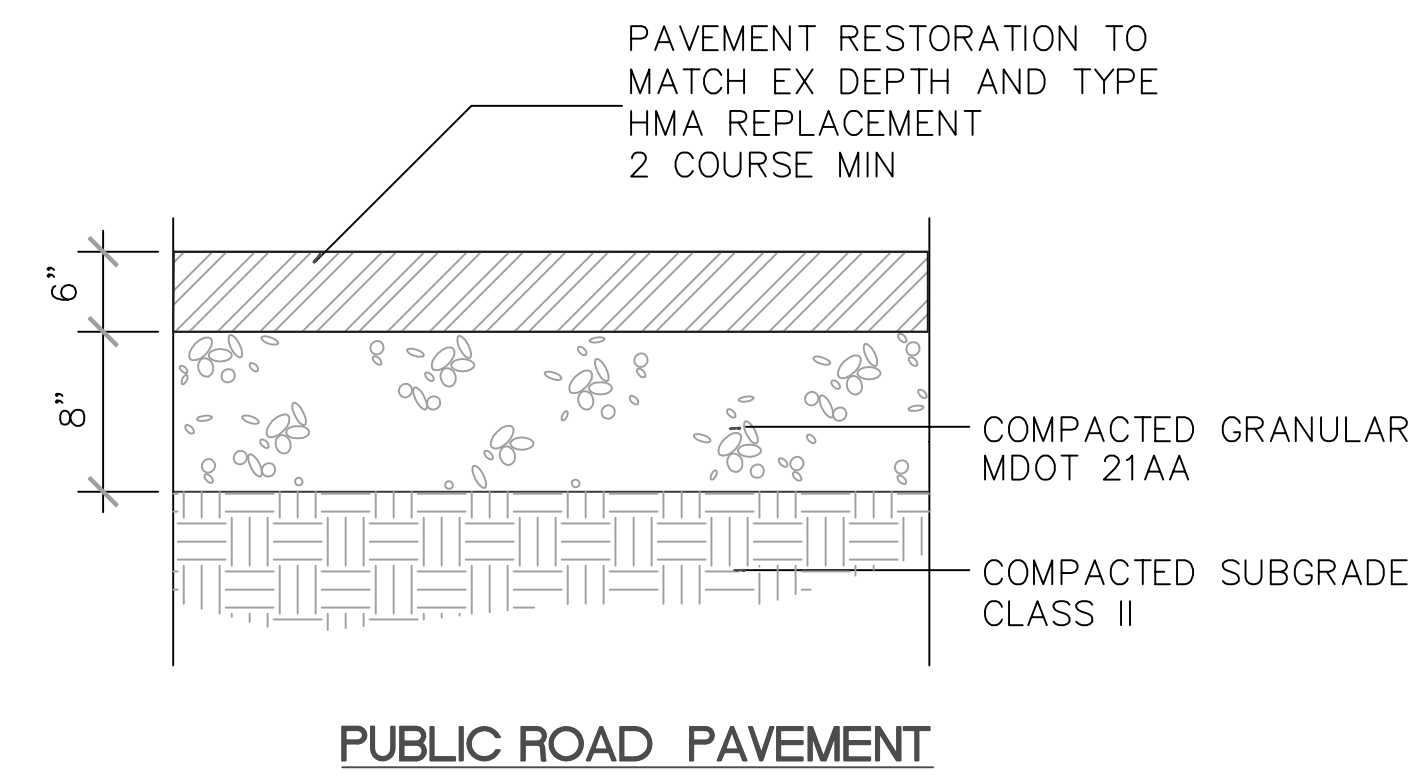 PAVEMENT RESTORATION TO
MATCH EX DEPTH AND TYPE
HMA REPLACEMENT
2 COURSE MIN
6”
8”
COMPACTED GRANULAR
MDOT 21AA
COMPACTED SUBGRADE
CLASS II
PUBLIC ROAD PAVEMENT